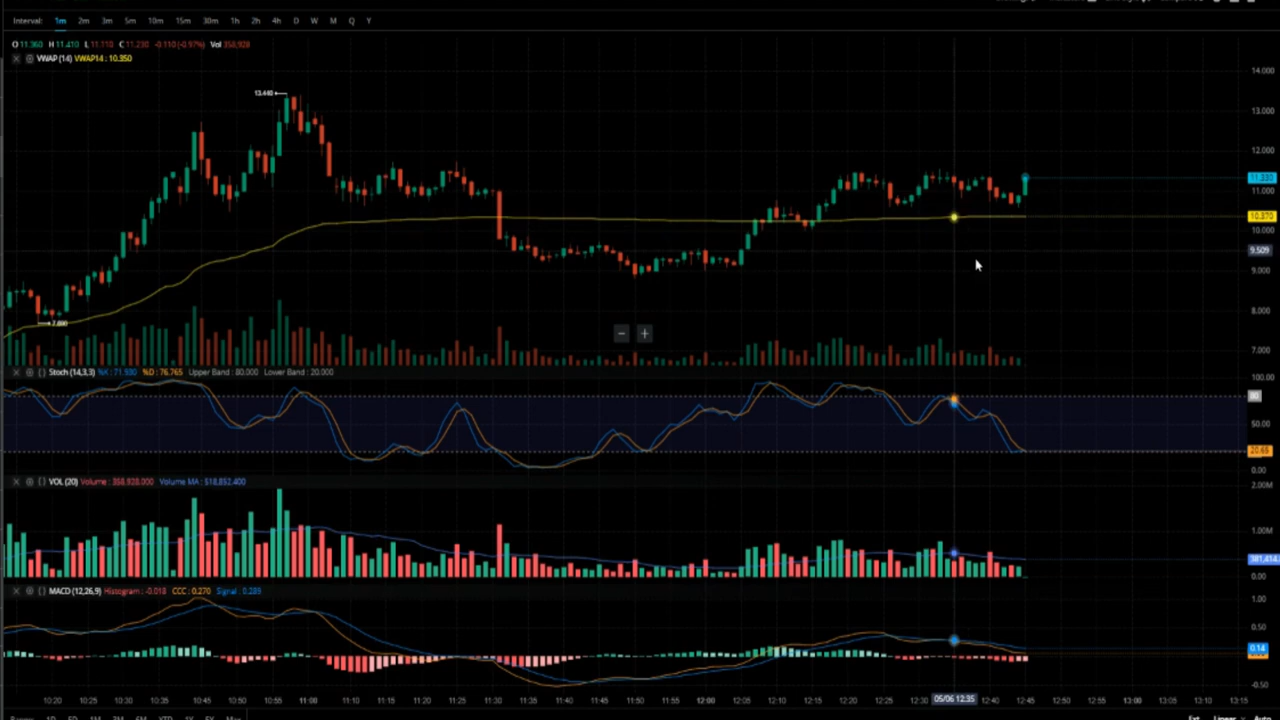 Interval: 1m 2m 3m 5m 10m 15m 30m 1h 2h 4h D W M Q Y
O 11.360 H 11.410 L 11.110 C 11.230 -0.110 (-0.97%) Vol 358,928
VWAP (14) VWAP14 : 10.350
14.000
13.440
13.000
12.000
11.330
11.000
10.370
10.000
9.509
9.000
8.000
7.000
Stoch (14,3,3) %K : 71.930 %D : 76.765 Upper Band : 80.000 Lower Band : 20.000
100.00
80
50.00
20.65
0.00
VOL (20) Volume : 358,928.000 Volume MA : 518,852.400
2.00M
1.00M
0.00
MACD (12,26,9) Histogram : -0.018 CCC : 0.270 Signal : 0.289
1.00
0.50
0.14
-0.50
10:20 10:25 10:30 10:35 10:40 10:45 10:50 10:55 11:00 11:05 11:10 11:15 11:20 11:25 11:30 11:35 11:40 11:45 11:50 11:55 12:00 12:05 12:10 12:15 12:20 12:25 12:30 05/06 12:35 12:40 12:45 12:50 12:55 13:00 13:05 13:10 13:15